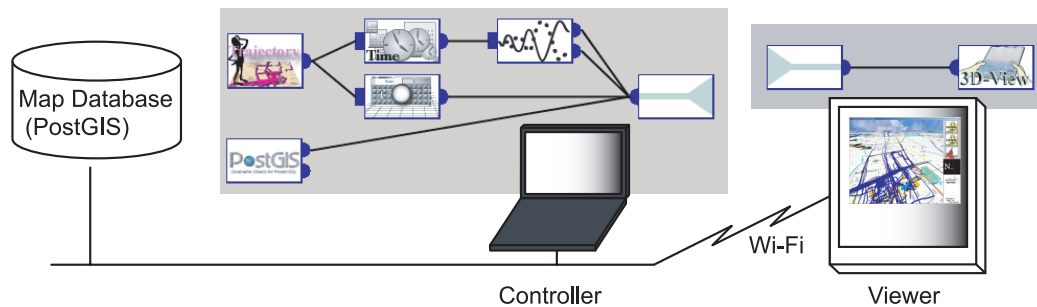 Map Database
(PostGIS)
Trajectory
Time
PostGIS
3D-View
N.
Wi-Fi
Controller
Viewer